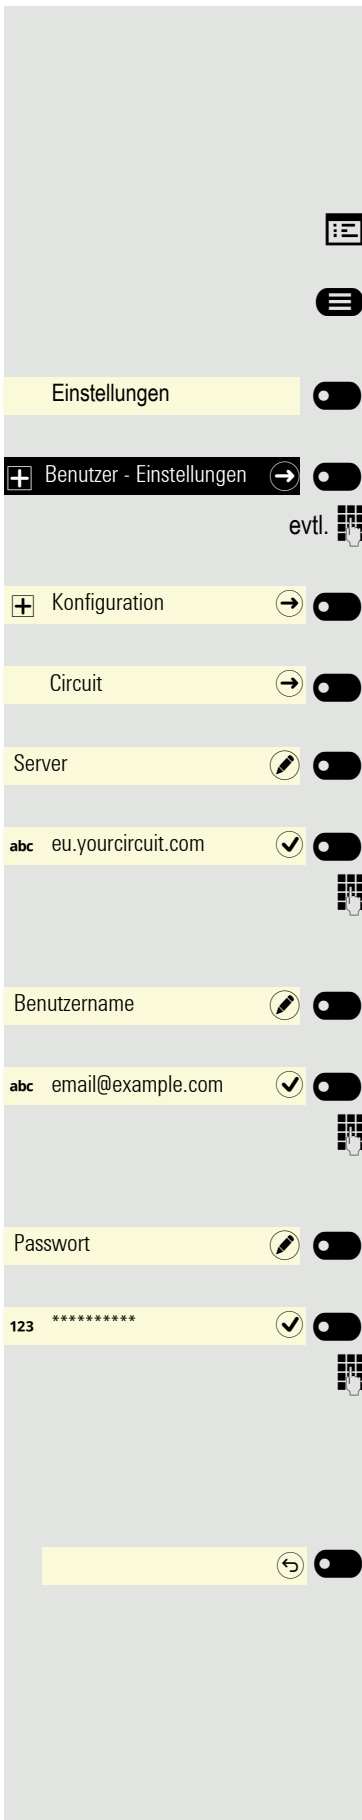 Einstellungen
Benutzer - Einstellungen
evtl.
Konfiguration
Circuit
Server
abc eu.yourcircuit.com
Benutzername
abc email@example.com
Passwort
123 **********